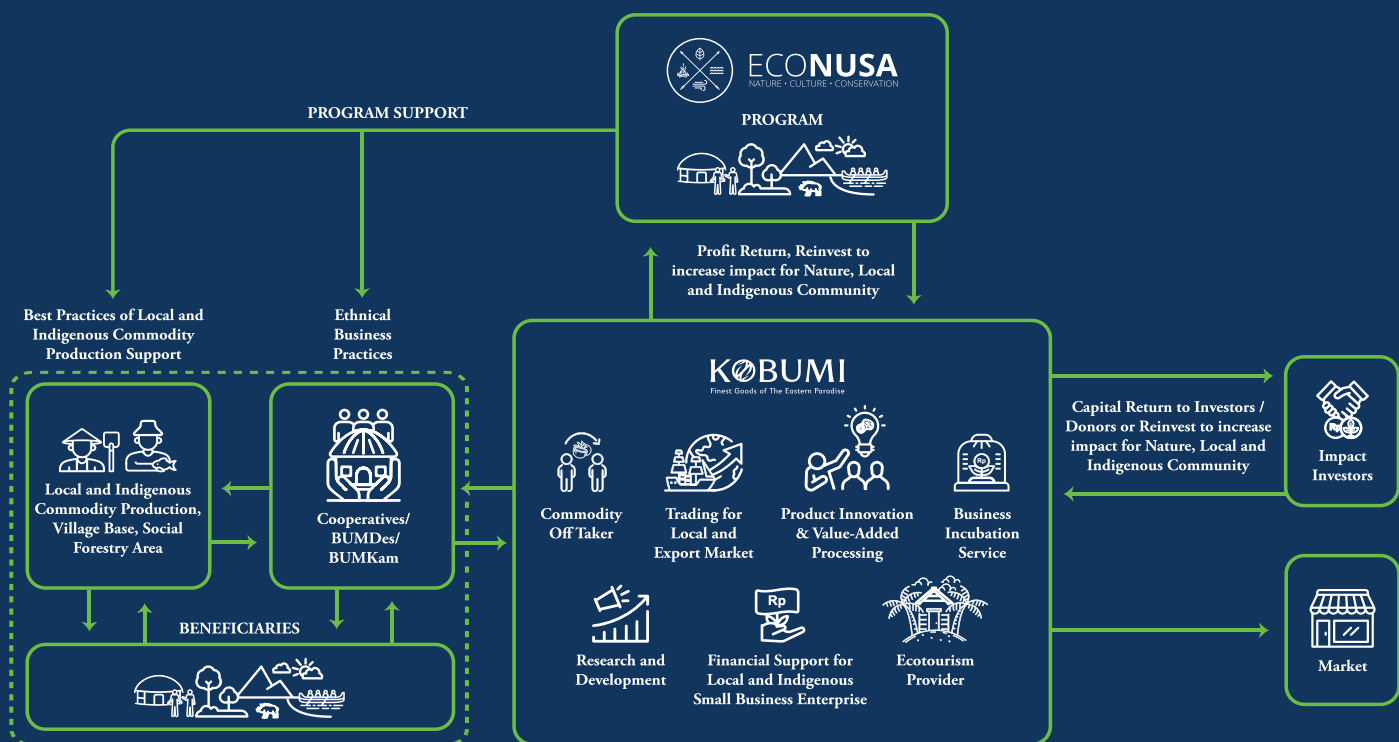 ECONUSA
NATURE • CULTURE • CONSERVATION
PROGRAM
PROGRAM SUPPORT
Profit Return, Reinvest to
increase impact for Nature, Local
and Indigenous Community
Best Practices of Local and
Indigenous Commodity
Production Support
Ethnical
Business
Practices
Local and Indigenous
Commodity Production,
Village Base, Social
Forestry Area
Cooperatives/
BUMDes/
BUMKam
BENEFICIARIES
KOBUMI
Finest Goods of The Eastern Paradise
Commodity
Off Taker
Trading for
Local and
Export Market
Product Innovation
& Value-Added
Processing
Rp
Business
Incubation
Service
Research and
Development
Rp
Financial Support for
Local and Indigenous
Small Business Enterprise
Ecotourism
Provider
Capital Return to Investors /
Donors or Reinvest to increase
impact for Nature, Local and
Indigenous Community
Rp
Impact
Investors
Market